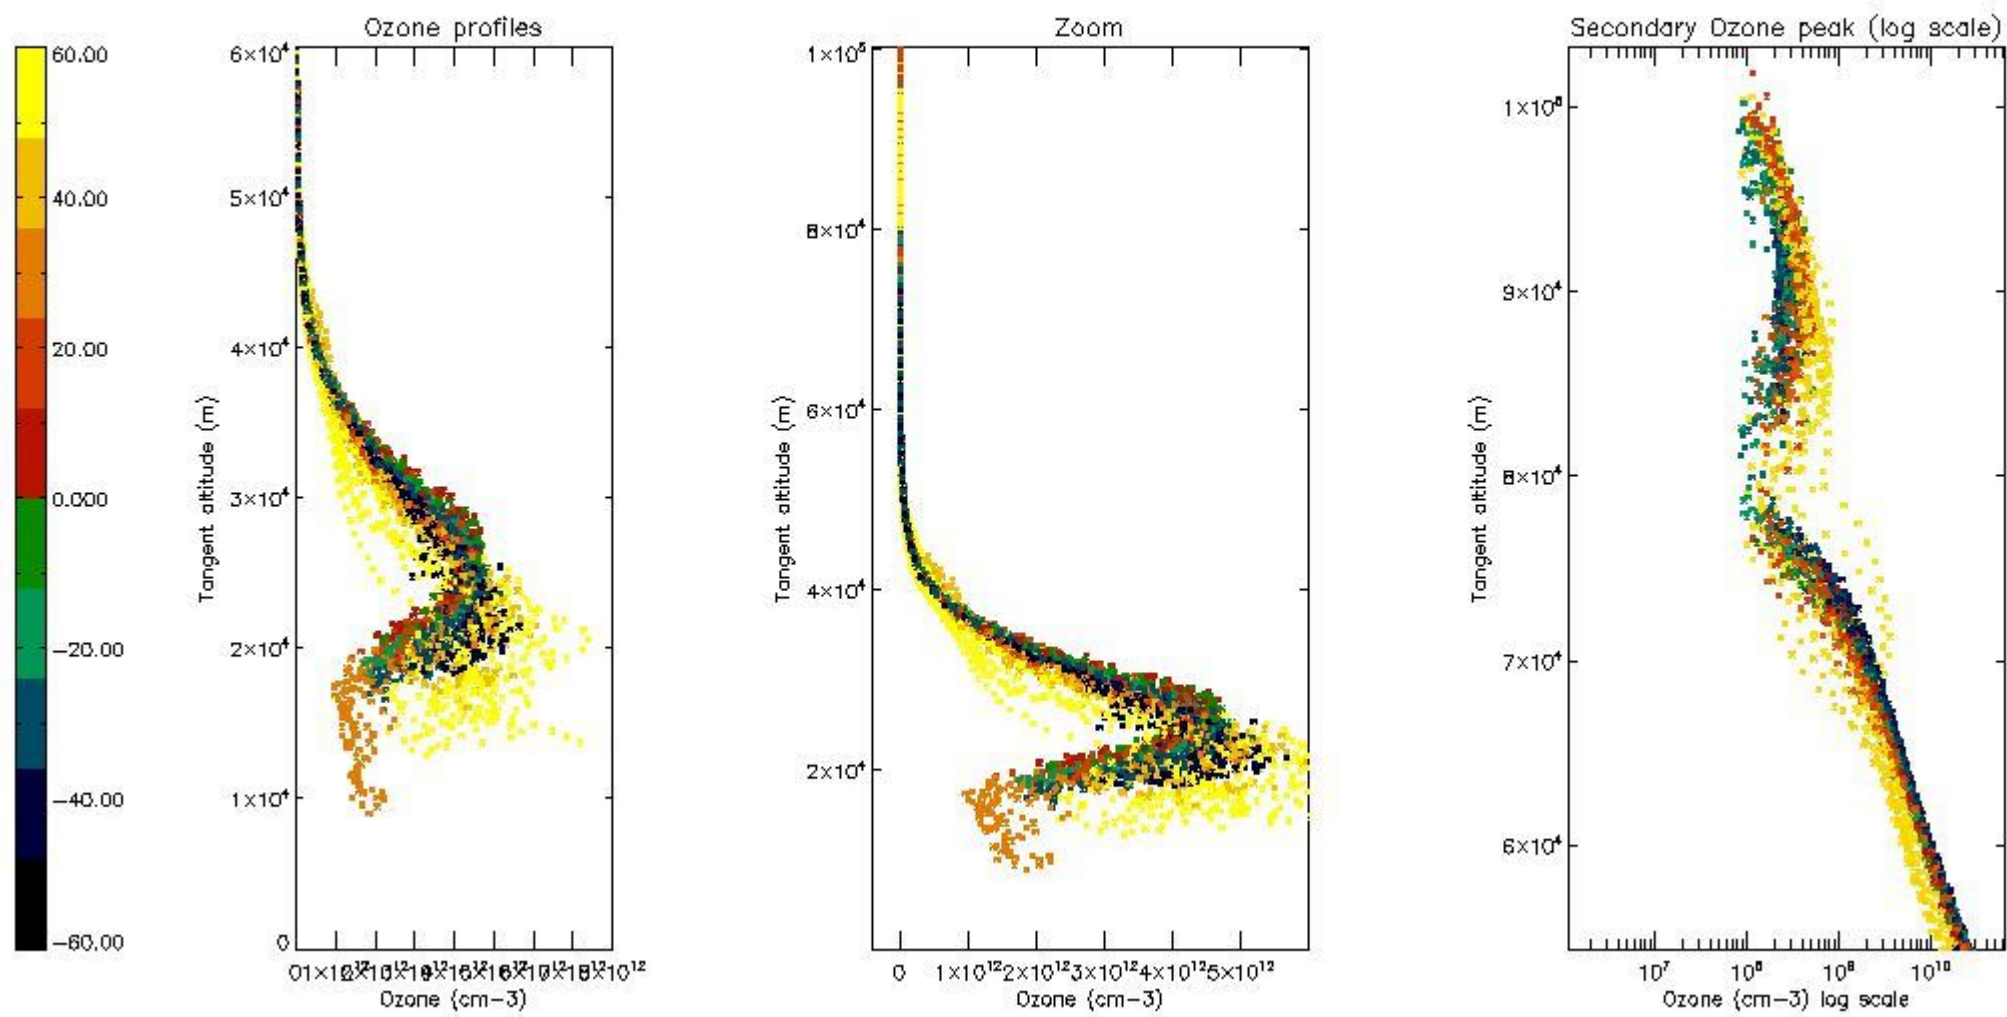 Ozone profiles
60.00
40.00
20.00
0.000
-20.00
-40.00
-60.00
6×10⁴
5×10⁴
4×10⁴
3×10⁴
2×10⁴
1×10⁴
0
Tangent altitude (m)
Ozone (cm-3)
Zoom
1×10⁵
8×10⁴
6×10⁴
4×10⁴
2×10⁴
Tangent altitude (m)
0 1×10¹² 2×10¹² 3×10¹² 4×10¹² 5×10¹²
Ozone (cm-3)
Secondary Ozone peak (log scale)
1×10⁵
9×10⁴
8×10⁴
7×10⁴
6×10⁴
Tangent altitude (m)
10⁷ 10⁸ 10⁹ 10¹⁰
Ozone (cm-3) log scale